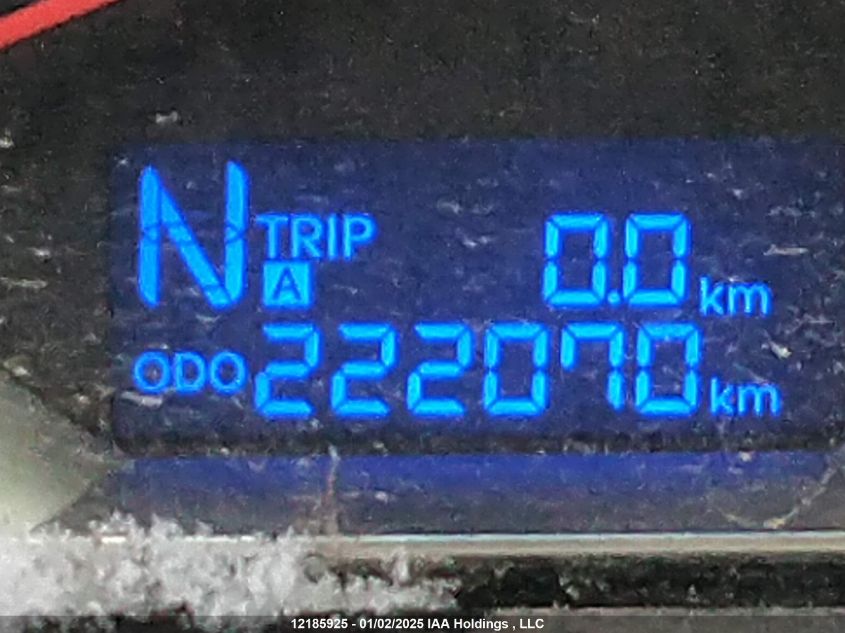 N TRIP A 0.0 km
ODO 222070 km
12185925 - 01/02/2025 IAA Holdings , LLC